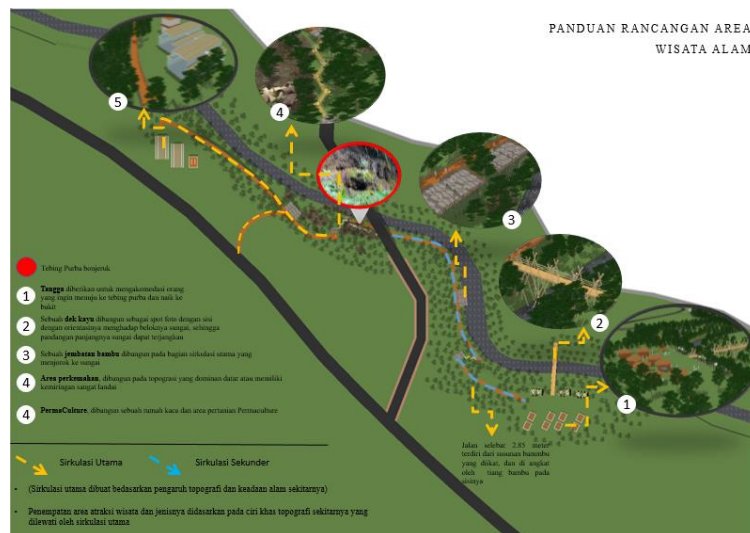 PANDUAN RANCANGAN AREA
WISATA ALAM
5
4
3
2
1
Tebing Purba bonjeruk
1
Tangga diberikan untuk mengakomodasi orang
yang ingin menuju ke tebing purba dan naik ke
bukit
2
Sebuah dek kayu dibangun sebagai spot foto dengan sisi
dengan orientasinya menghadap beloknya sungai, sehingga
pandangan panjangnya sungai dapat terjangkau
3
Sebuah jembatan bambu dibangun pada bagian sirkulasi utama yang
menjorok ke sungai
4
Area perkemahan, dibangun pada topograsi yang dominan datar atau memiliki
kemiringan sangat landai
4
PermaCulture, dibangun sebuah rumah kaca dan area pertanian Permaculture
Jalan selebar 2.85 meter
terdiri dari susunan bammbu
yang diikat, dan di angkat
oleh tiang bambu pada
sisinya
Sirkulasi Utama
Sirkulasi Sekunder
• (Sirkulasi utama dibuat bedasarkan pengaruh topografi dan keadaan alam sekitarnya)
• Penempatan area atraksi wisata dan jenisnya didasarkan pada ciri khas topografi sekitarnya yang
dilewati oleh sirkulasi utama